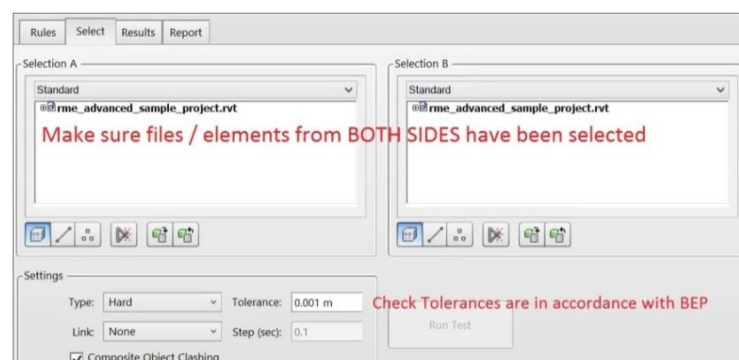 Rules Select Results Report
Selection A
Selection B
Standard
Standard
rme_advanced_sample_project.rvt
rme_advanced_sample_project.rvt
Make sure files / elements from BOTH SIDES have been selected
Settings
Type: Hard Tolerance: 0.001 m
Check Tolerances are in accordance with BEP
Link: None Step (sec): 0.1
Run Test
Composite Object Clashing